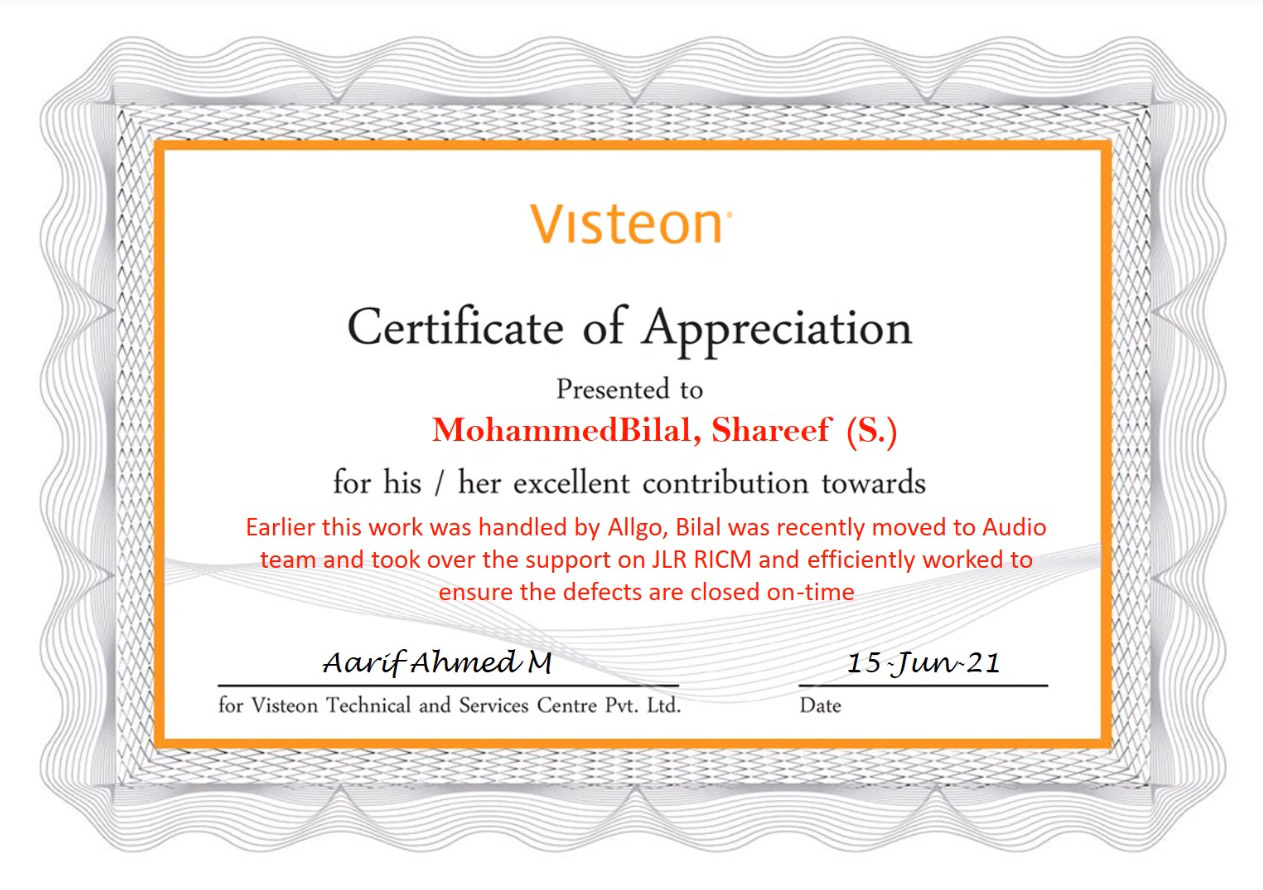 Visteon
Certificate of Appreciation
Presented to
MohammedBilal, Shareef (S.)
for his / her excellent contribution towards
Earlier this work was handled by Allgo, Bilal was recently moved to Audio
team and took over the support on JLR RICM and efficiently worked to
ensure the defects are closed on-time
Aarif Ahmed M
15-Jun-21
for Visteon Technical and Services Centre Pvt. Ltd.
Date